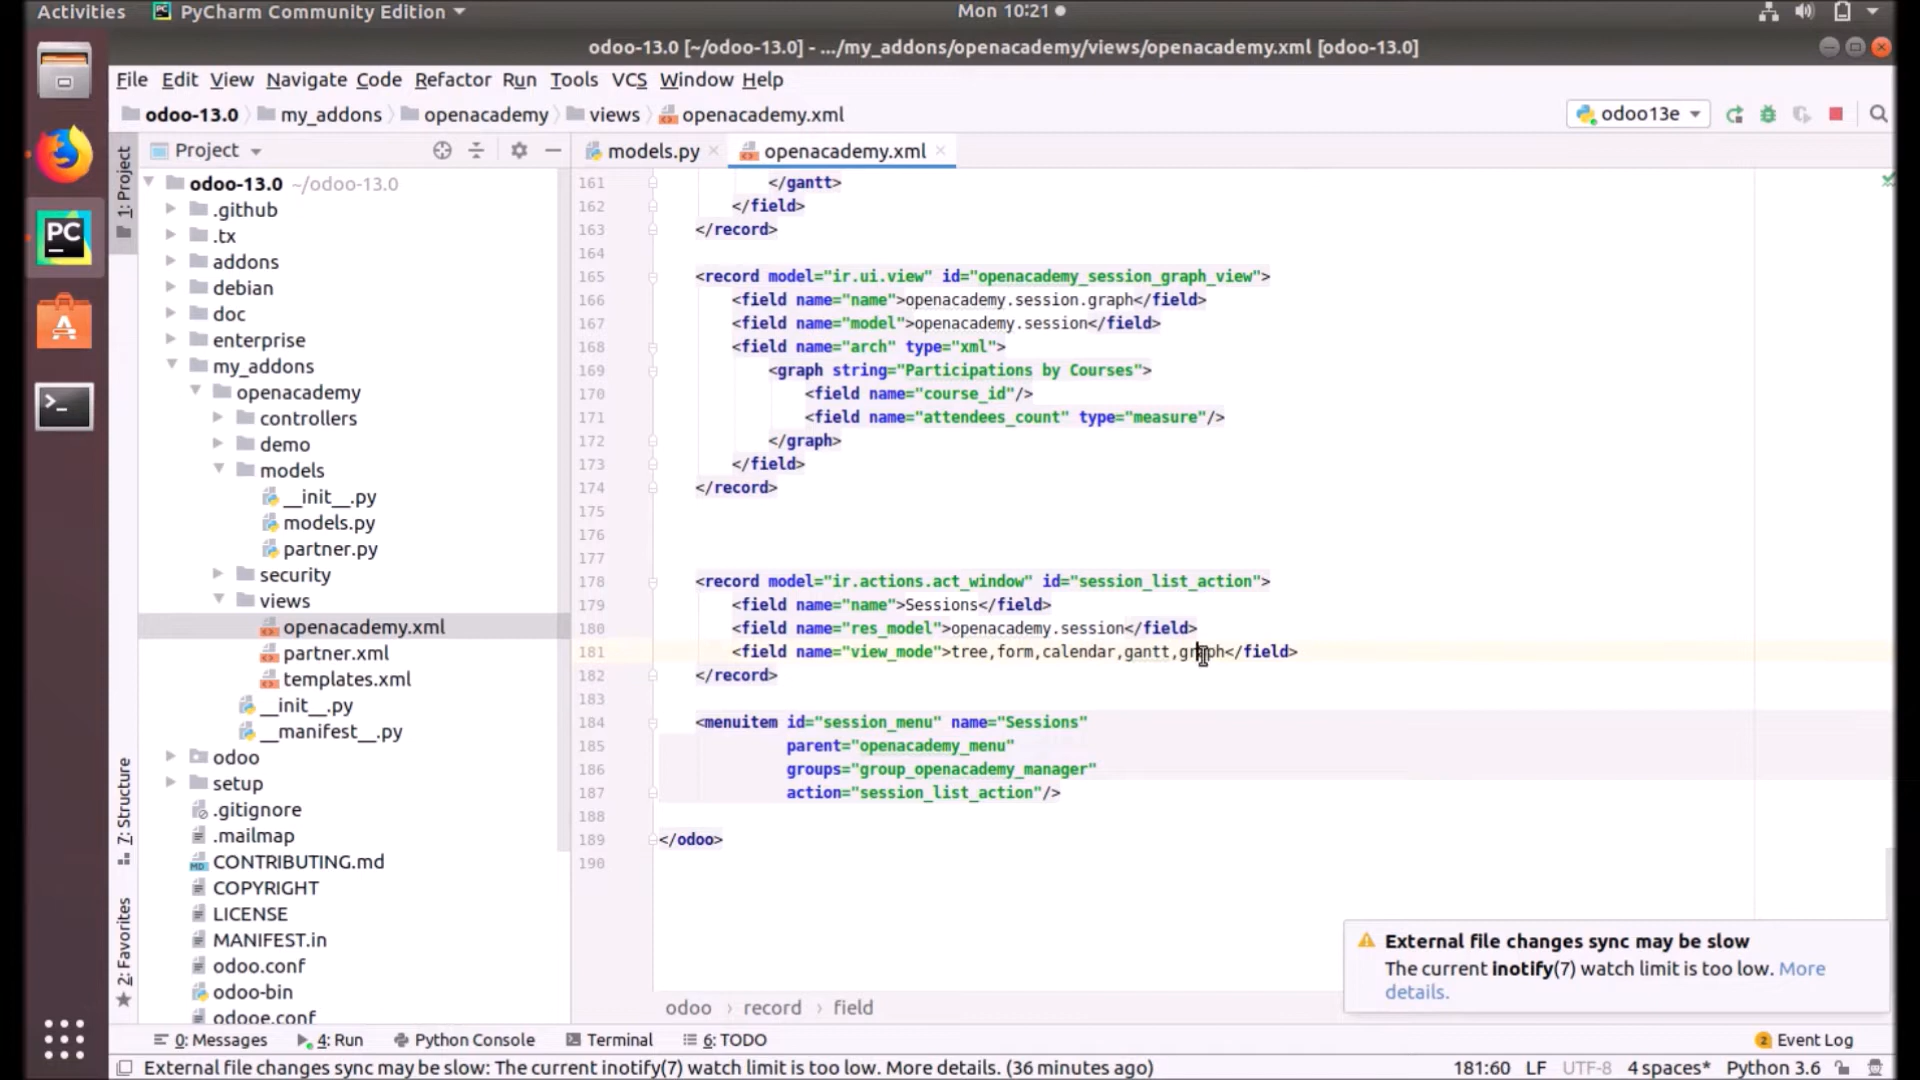 Activities PyCharm Community Edition Mon 10:21
odoo-13.0 [~/odoo-13.0] - .../my_addons/openacademy/views/openacademy.xml [odoo-13.0]
File Edit View Navigate Code Refactor Run Tools VCS Window Help
odoo-13.0 my_addons openacademy views openacademy.xml odoo13e
1: Project
Project
odoo-13.0 ~/odoo-13.0
.github
.tx
addons
debian
doc
enterprise
my_addons
openacademy
controllers
demo
models
__init__.py
models.py
partner.py
security
views
openacademy.xml
partner.xml
templates.xml
__init__.py
__manifest__.py
odoo
setup
.gitignore
.mailmap
CONTRIBUTING.md
COPYRIGHT
LICENSE
MANIFEST.in
odoo.conf
odoo-bin
odooe.conf
7: Structure
2: Favorites
models.py openacademy.xml
161 </gantt>
162 </field>
163 </record>
164
165 <record model="ir.ui.view" id="openacademy_session_graph_view">
166 <field name="name">openacademy.session.graph</field>
167 <field name="model">openacademy.session</field>
168 <field name="arch" type="xml">
169 <graph string="Participations by Courses">
170 <field name="course_id"/>
171 <field name="attendees_count" type="measure"/>
172 </graph>
173 </field>
174 </record>
175
176
177
178 <record model="ir.actions.act_window" id="session_list_action">
179 <field name="name">Sessions</field>
180 <field name="res_model">openacademy.session</field>
181 <field name="view_mode">tree,form,calendar,gantt,graph</field>
182 </record>
183
184 <menuitem id="session_menu" name="Sessions"
185 parent="openacademy_menu"
186 groups="group_openacademy_manager"
187 action="session_list_action"/>
188
189 </odoo>
190
External file changes sync may be slow
The current inotify(7) watch limit is too low. More
details.
odoo › record › field
0: Messages 4: Run Python Console Terminal 6: TODO 2 Event Log
External file changes sync may be slow: The current inotify(7) watch limit is too low. More details. (36 minutes ago) 181:60 LF UTF-8 4 spaces* Python 3.6